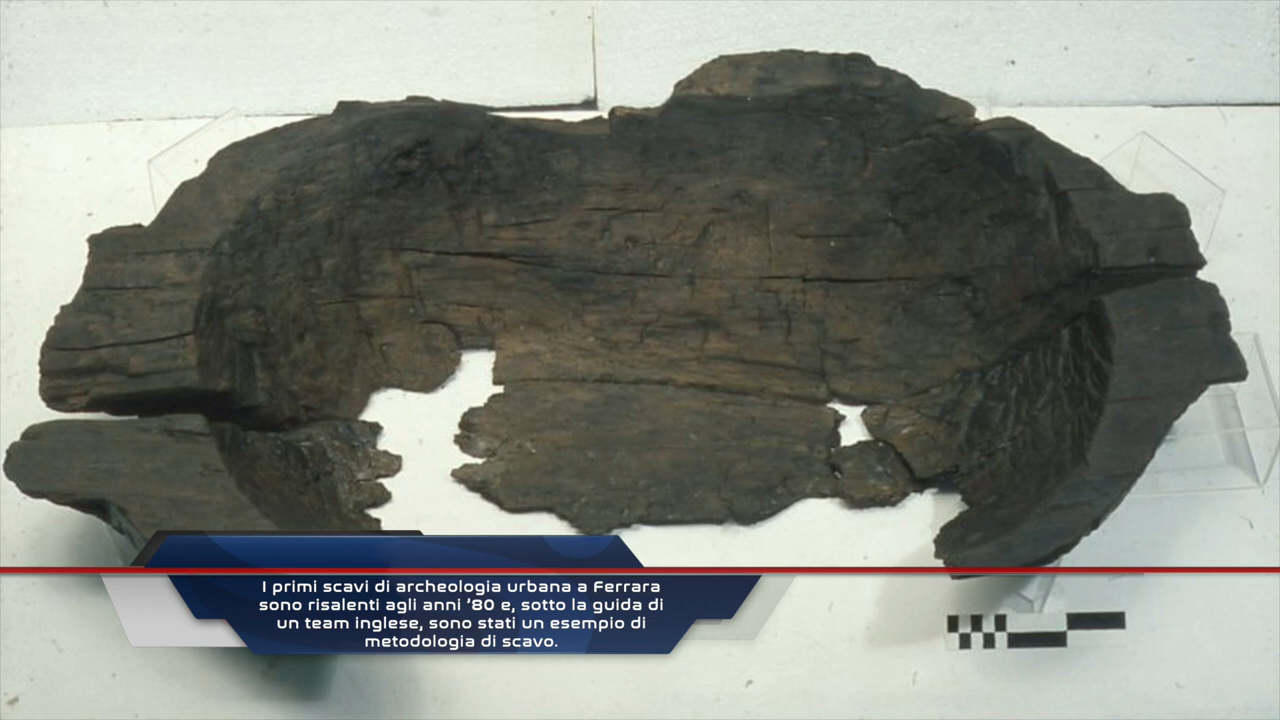 I primi scavi di archeologia urbana a Ferrara
sono risalenti agli anni '80 e, sotto la guida di
un team inglese, sono stati un esempio di
metodologia di scavo.